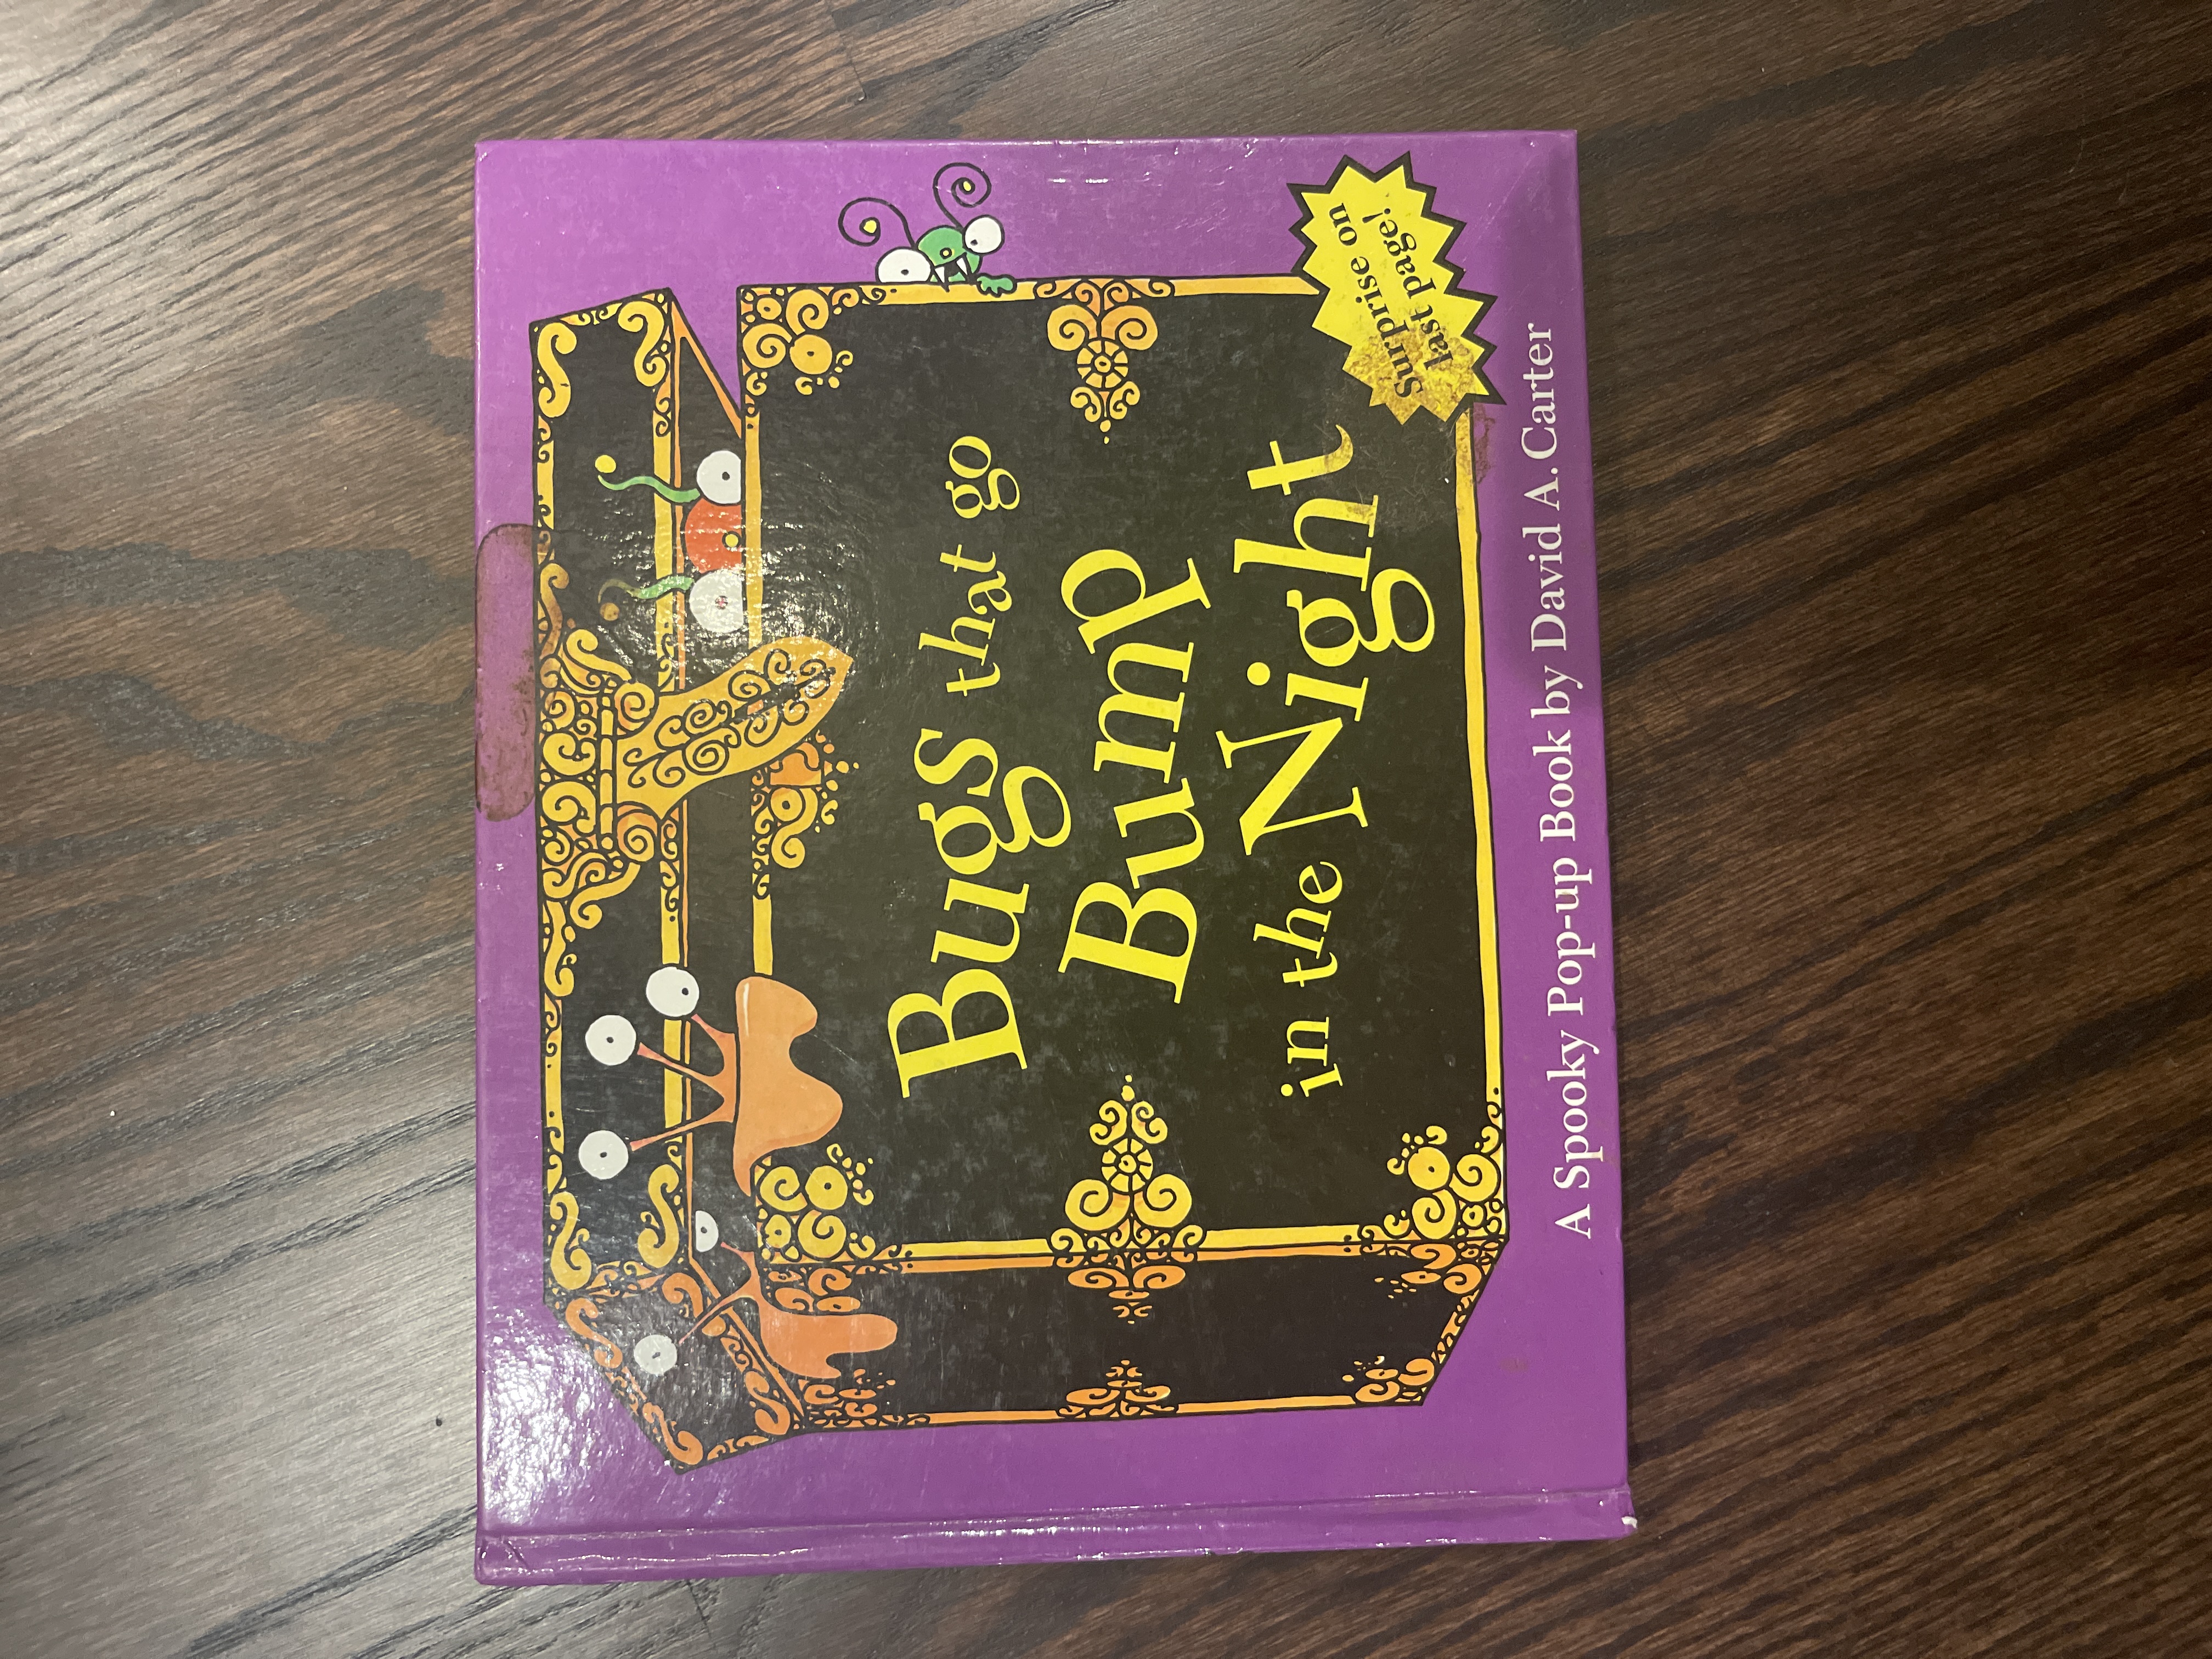 Bugs that go
Bump
in the Night
Surprise on
last page!
A Spooky Pop-up Book by David A. Carter